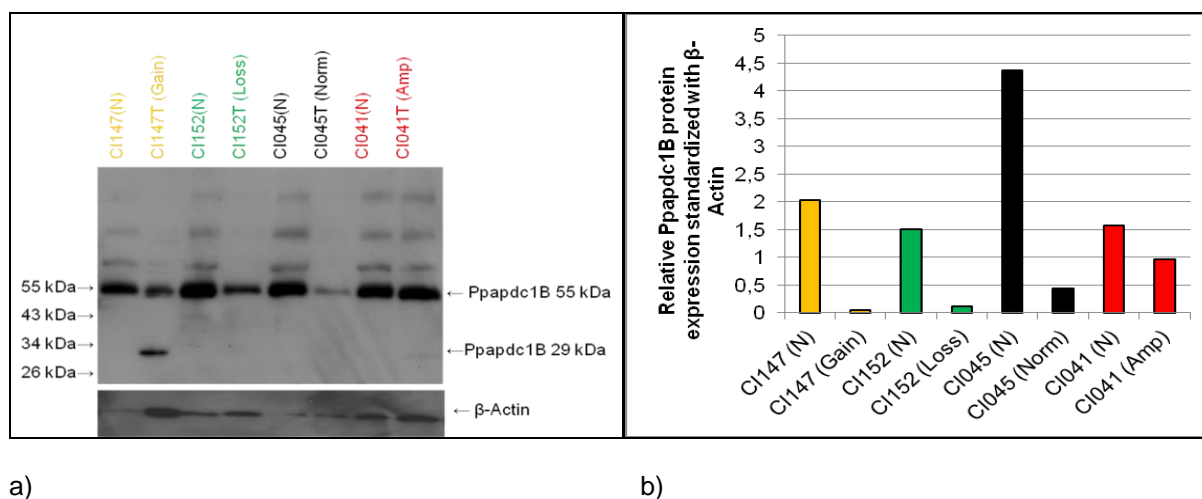 CI147(N)
CI147T (Gain)
CI152(N)
CI152T (Loss)
CI045(N)
CI045T (Norm)
CI041(N)
CI041T (Amp)
55 kDa→
43 kDa→
34 kDa→
26 kDa→
← Ppapdc1B 55 kDa
←Ppapdc1B 29 kDa
← β-Actin
a)
Relative Ppapdc1B protein
experssion standardized with β-
Actin
5
4,5
4
3,5
3
2,5
2
1,5
1
0,5
0
CI147 (N)
CI147 (Gain)
CI152 (N)
CI152 (Loss)
CI045 (N)
CI045 (Norm)
CI041 (N)
CI041 (Amp)
b)